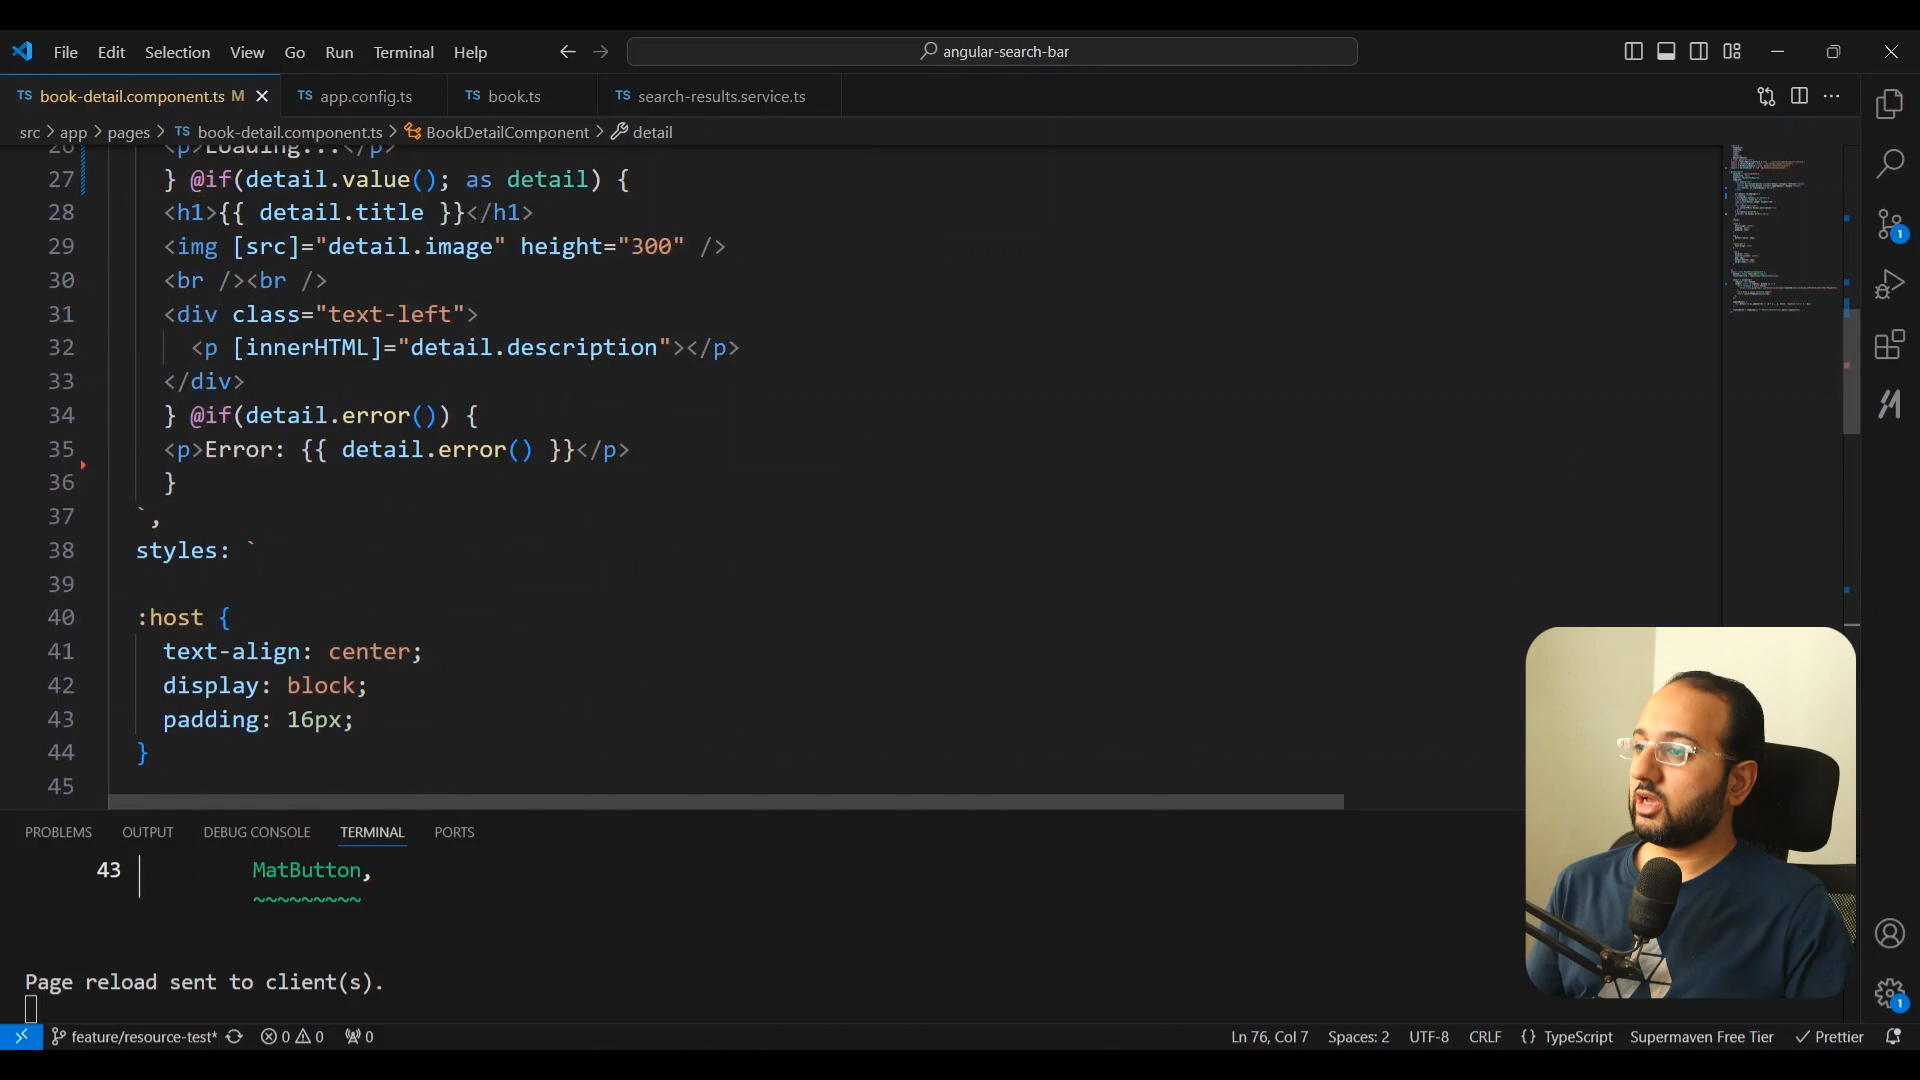 File Edit Selection View Go Run Terminal Help
angular-search-bar
TS book-detail.component.ts M
TS app.config.ts
TS book.ts
TS search-results.service.ts
src > app > pages > TS book-detail.component.ts > BookDetailComponent > detail
26 <p>Loading...</p>
27 } @if(detail.value(); as detail) {
28 <h1>{{ detail.title }}</h1>
29 <img [src]="detail.image" height="300" />
30 <br /><br />
31 <div class="text-left">
32 <p [innerHTML]="detail.description"></p>
33 </div>
34 } @if(detail.error()) {
35 <p>Error: {{ detail.error() }}</p>
36 }
37 `,
38 styles: `
39
40 :host {
41 text-align: center;
42 display: block;
43 padding: 16px;
44 }
45
PROBLEMS OUTPUT DEBUG CONSOLE TERMINAL PORTS
43 | MatButton,
~~~~~~~~~
Page reload sent to client(s).
feature/resource-test* 0 0 0
Ln 76, Col 7 Spaces: 2 UTF-8 CRLF {} TypeScript Supermaven Free Tier Prettier
1
1